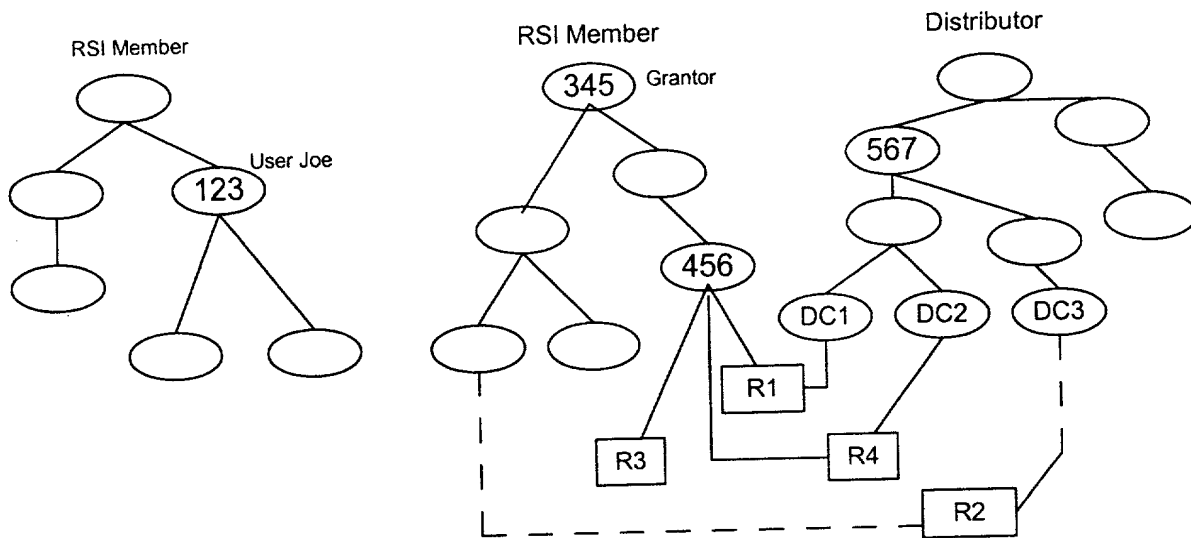 RSI Member
User Joe
123
RSI Member
345
Grantor
456
Distributor
567
DC1
DC2
DC3
R1
R3
R4
R2